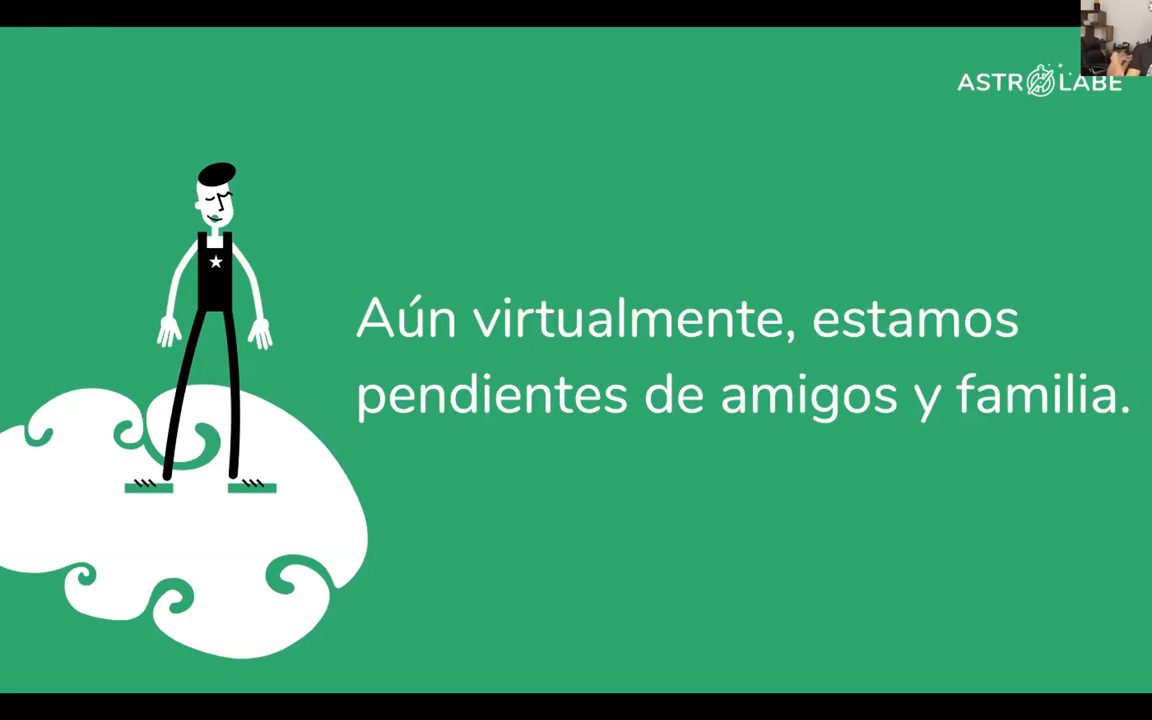 ASTROLABE
Aún virtualmente, estamos
pendientes de amigos y familia.